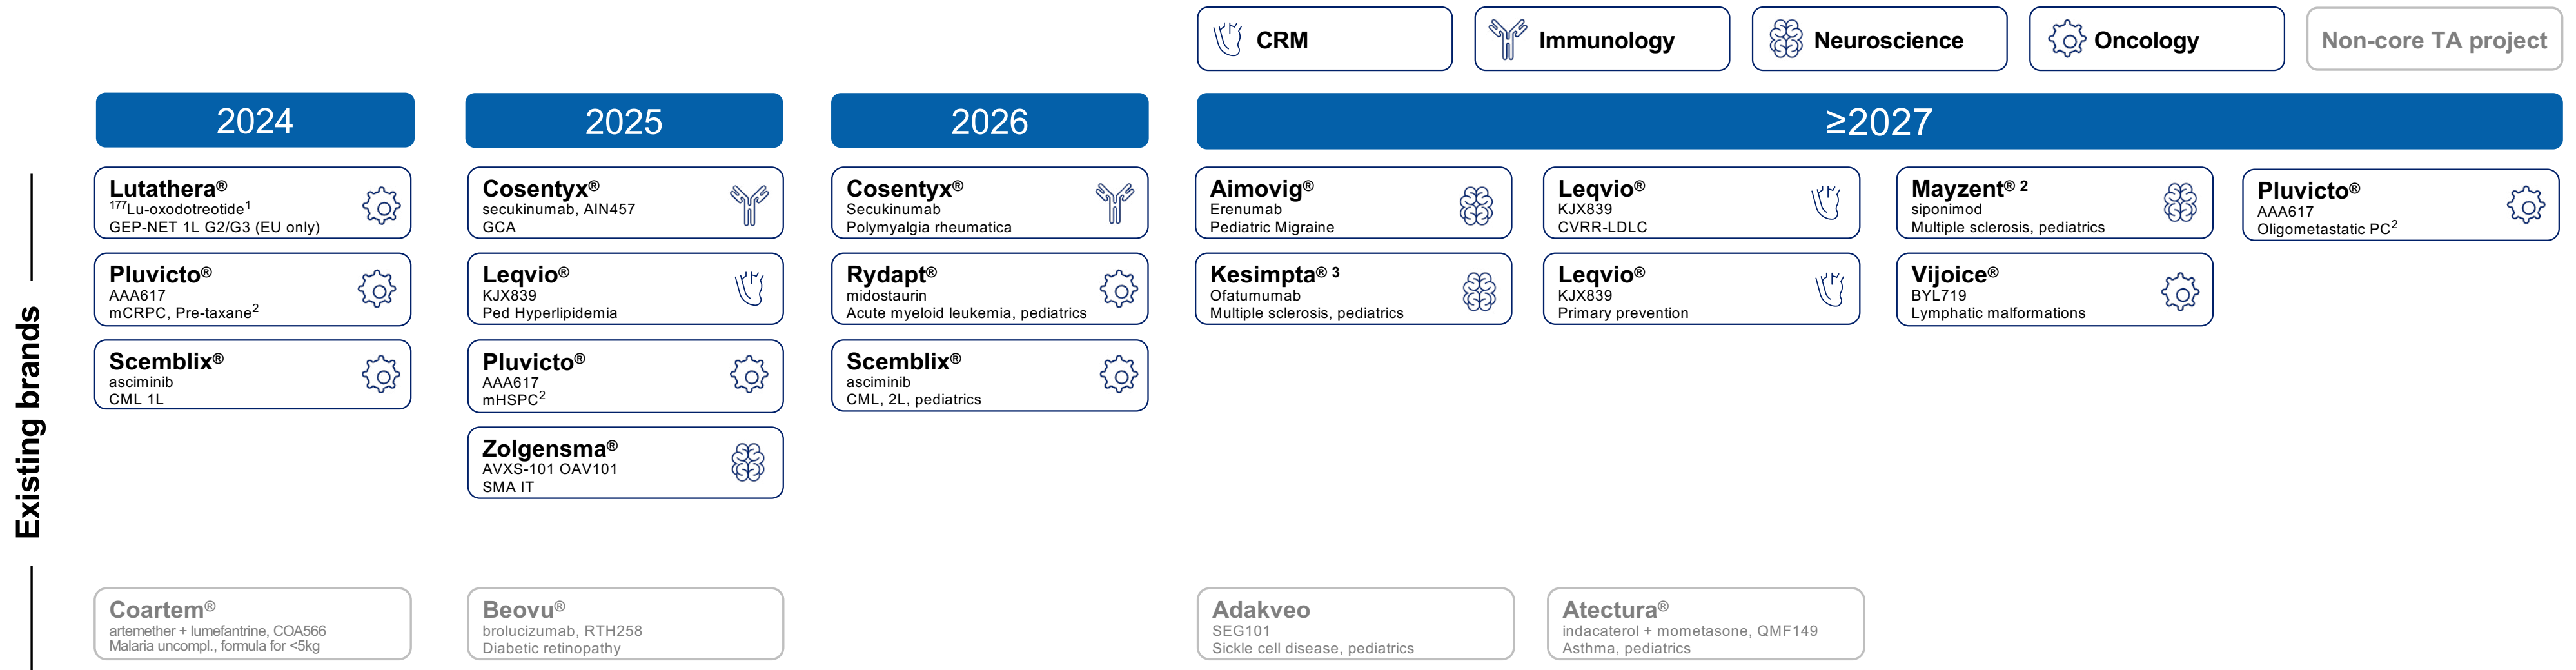 CRM
Immunology
Neuroscience
Oncology
Non-core TA project
2024
2025
2026
≥2027
Existing brands
Lutathera®
¹⁷⁷Lu-oxodotreotide¹
GEP-NET 1L G2/G3 (EU only)
Pluvicto®
AAA617
mCRPC, Pre-taxane²
Scemblix®
asciminib
CML 1L
Coartem®
artemether + lumefantrine, COA566
Malaria uncompl., formula for <5kg
Cosentyx®
secukinumab, AIN457
GCA
Leqvio®
KJX839
Ped Hyperlipidemia
Pluvicto®
AAA617
mHSPC²
Zolgensma®
AVXS-101 OAV101
SMA IT
Beovu®
brolucizumab, RTH258
Diabetic retinopathy
Cosentyx®
Secukinumab
Polymyalgia rheumatica
Rydapt®
midostaurin
Acute myeloid leukemia, pediatrics
Scemblix®
asciminib
CML, 2L, pediatrics
Aimovig®
Erenumab
Pediatric Migraine
Kesimpta® ³
Ofatumumab
Multiple sclerosis, pediatrics
Adakveo
SEG101
Sickle cell disease, pediatrics
Leqvio®
KJX839
CVRR-LDLC
Leqvio®
KJX839
Primary prevention
Atectura®
indacaterol + mometasone, QMF149
Asthma, pediatrics
Mayzent® ²
siponimod
Multiple sclerosis, pediatrics
Vijoice®
BYL719
Lymphatic malformations
Pluvicto®
AAA617
Oligometastatic PC²